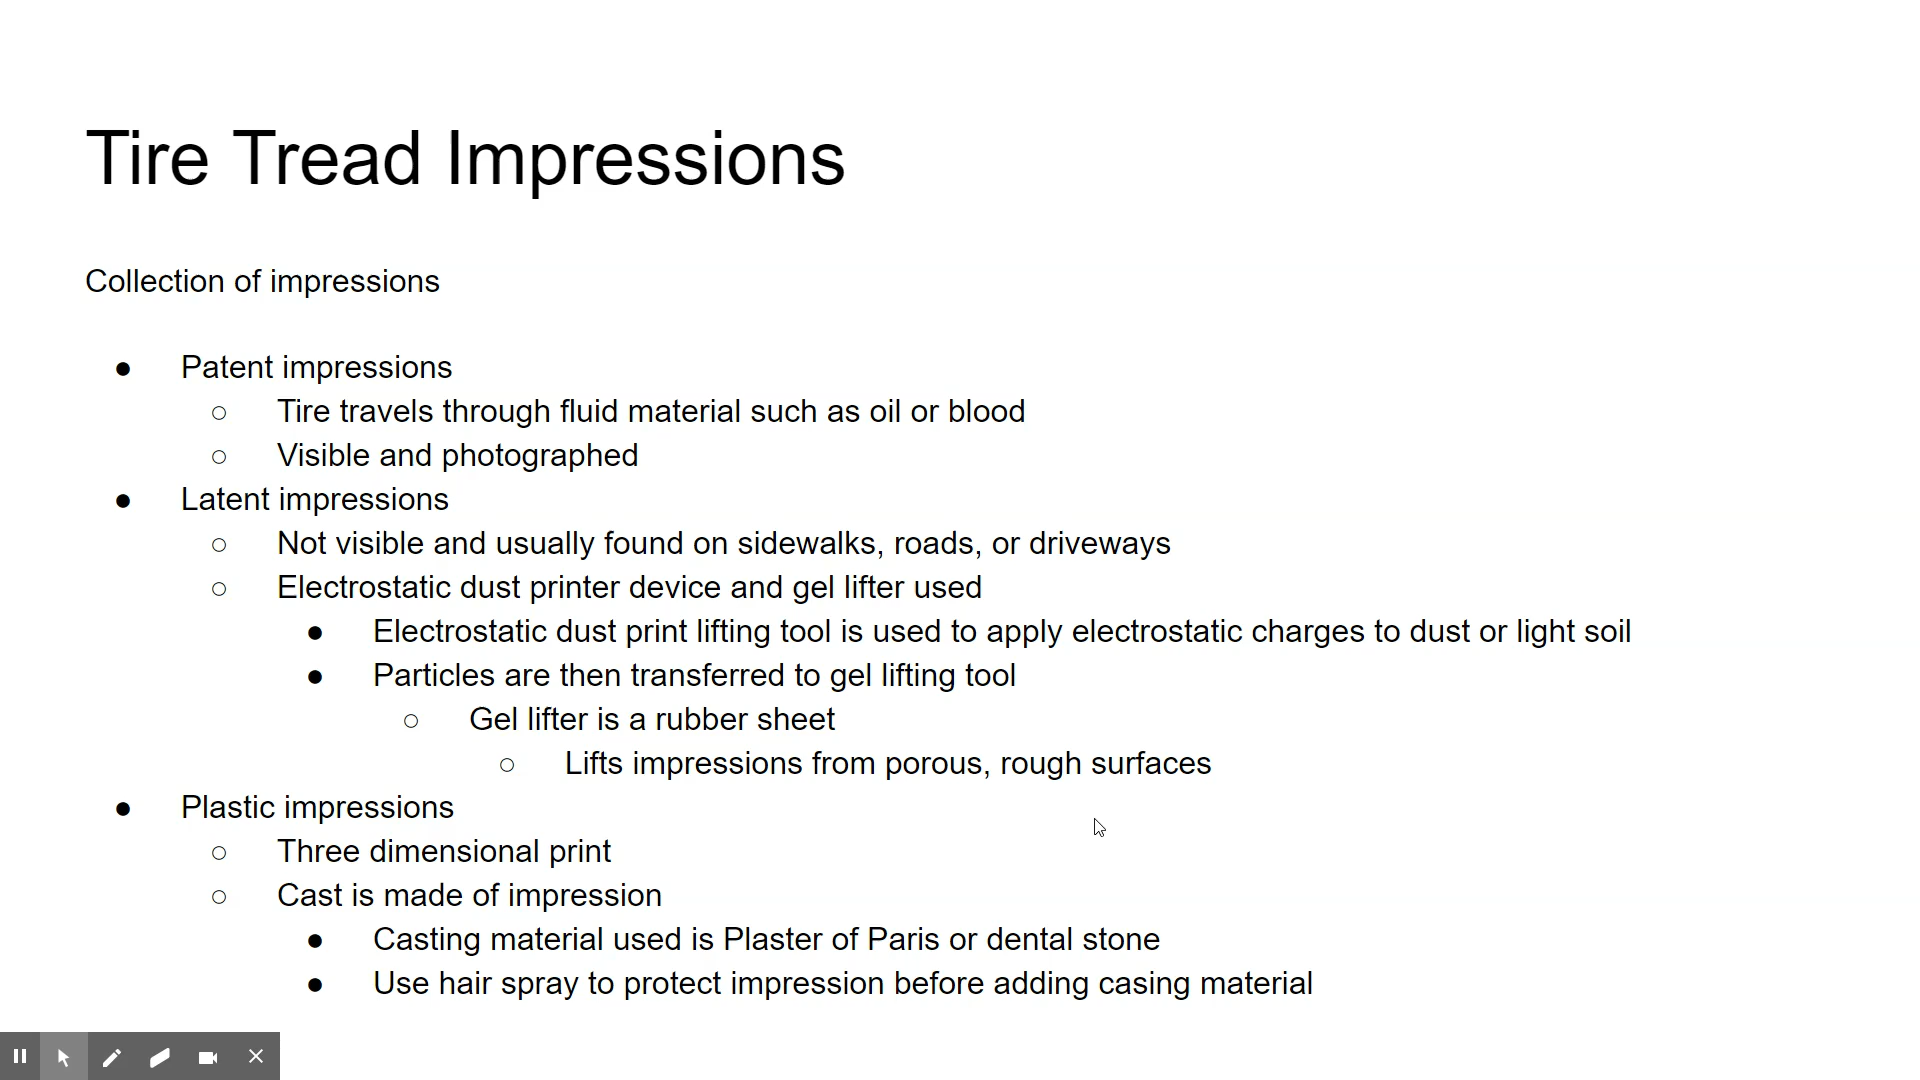 Tire Tread Impressions
Collection of impressions
● Patent impressions
○ Tire travels through fluid material such as oil or blood
○ Visible and photographed
● Latent impressions
○ Not visible and usually found on sidewalks, roads, or driveways
○ Electrostatic dust printer device and gel lifter used
● Electrostatic dust print lifting tool is used to apply electrostatic charges to dust or light soil
● Particles are then transferred to gel lifting tool
○ Gel lifter is a rubber sheet
○ Lifts impressions from porous, rough surfaces
● Plastic impressions
○ Three dimensional print
○ Cast is made of impression
● Casting material used is Plaster of Paris or dental stone
● Use hair spray to protect impression before adding casing material